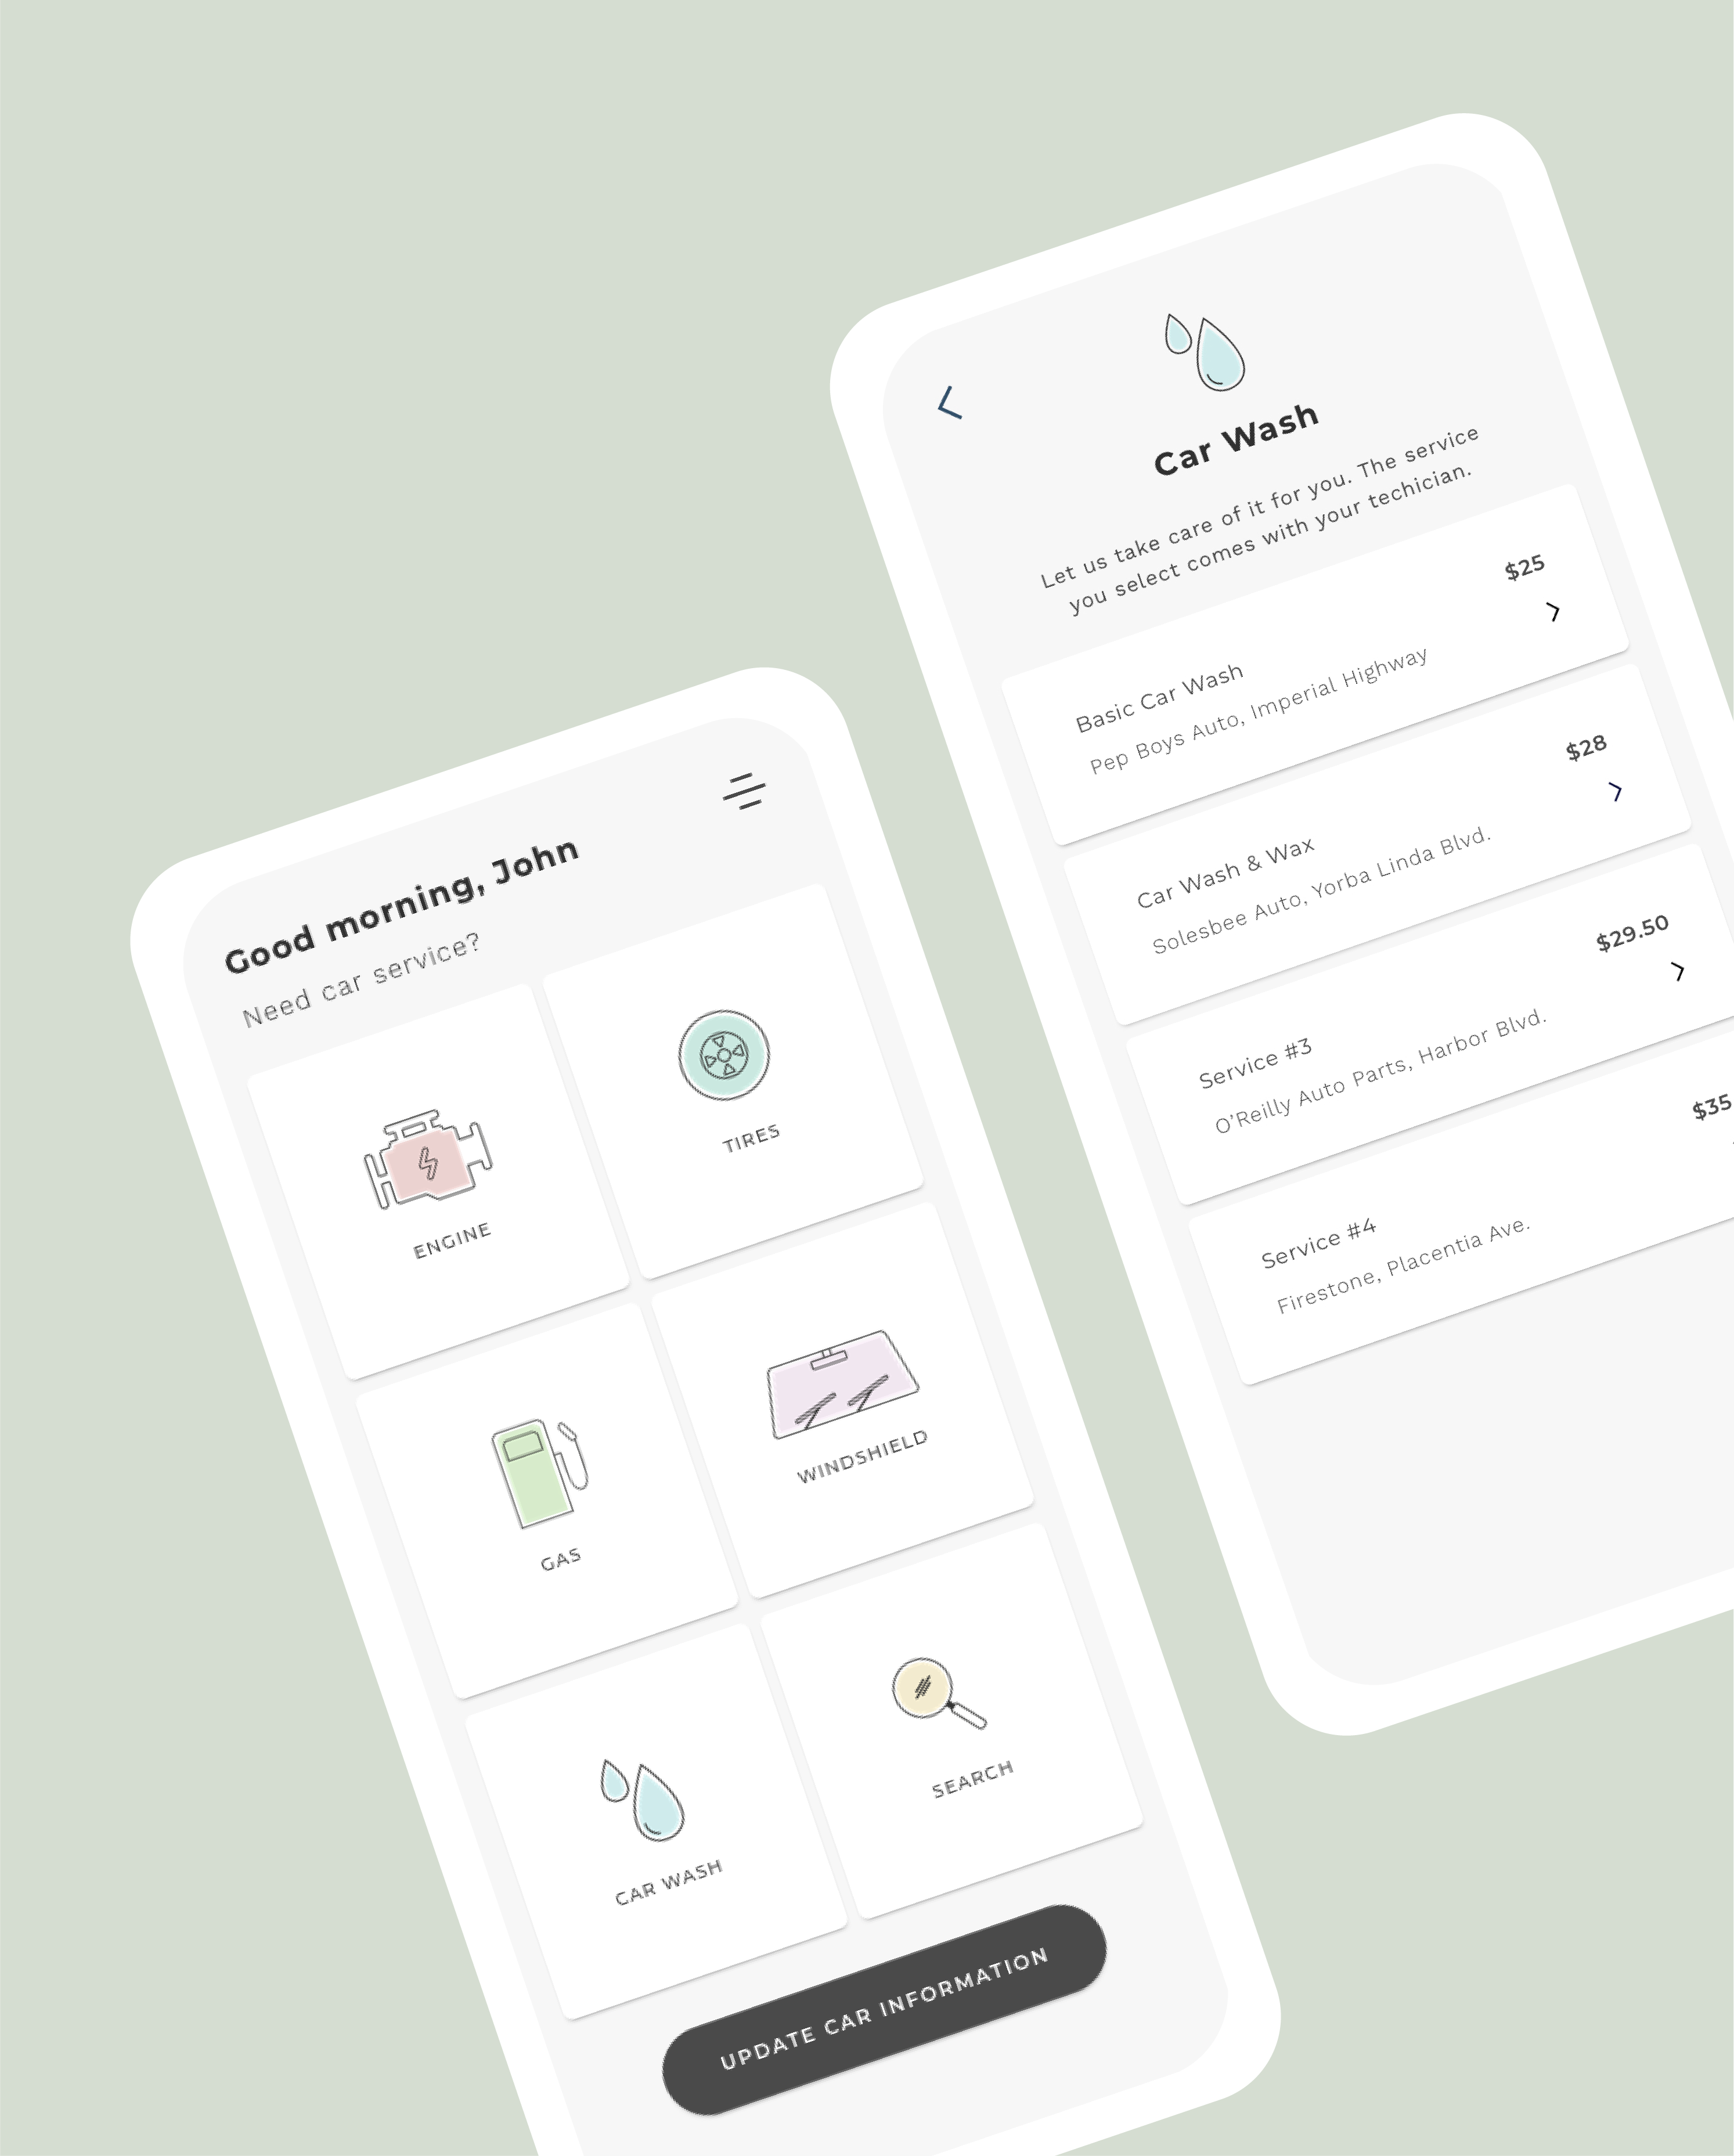 Good morning, John
Need car service?
ENGINE
TIRES
GAS
WINDSHIELD
CAR WASH
SEARCH
UPDATE CAR INFORMATION
Car Wash
Let us take care of it for you. The service
you select comes with your techician.
Basic Car Wash
$25
Pep Boys Auto, Imperial Highway
Car Wash & Wax
$28
Solesbee Auto, Yorba Linda Blvd.
Service #3
$29.50
O'Reilly Auto Parts, Harbor Blvd.
Service #4
$35
Firestone, Placentia Ave.